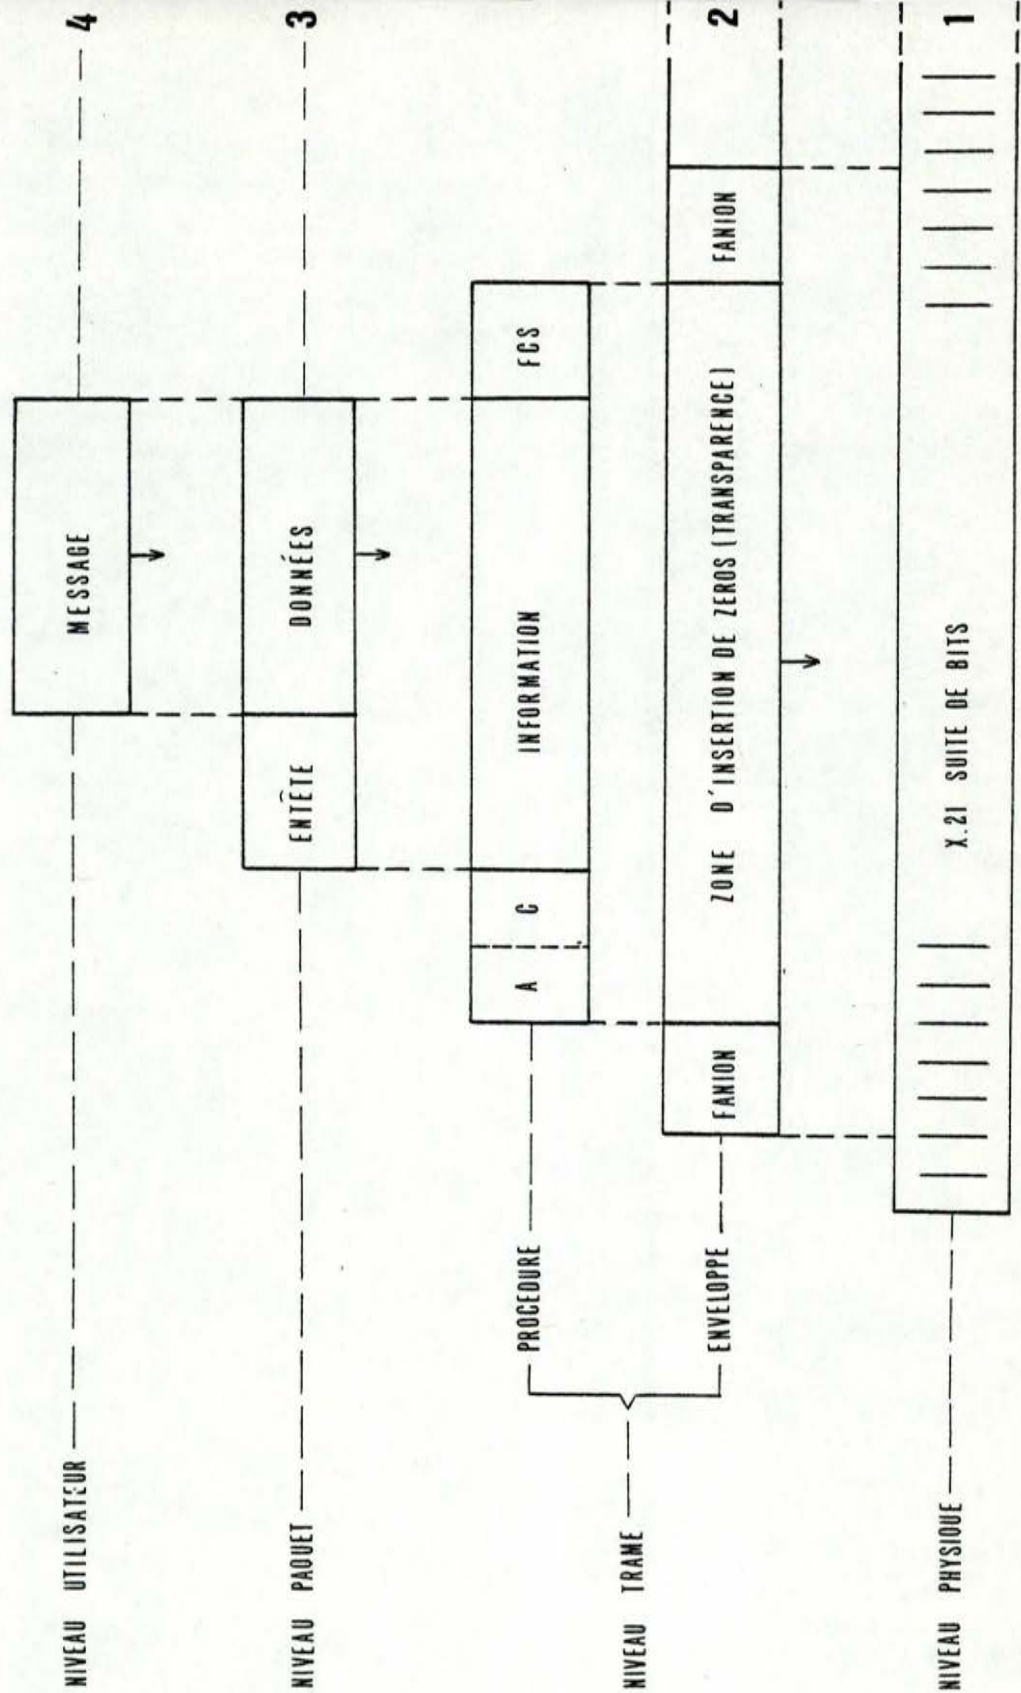 NIVEAU UTILISATEUR
MESSAGE
4
NIVEAU PAQUET
ENTÊTE
DONNÉES
3
NIVEAU TRAME
PROCEDURE
A
C
INFORMATION
FCS
ENVELOPPE
FANION
ZONE D'INSERTION DE ZEROS (TRANSPARENCE)
FANION
2
NIVEAU PHYSIQUE
X.21 SUITE DE BITS
1